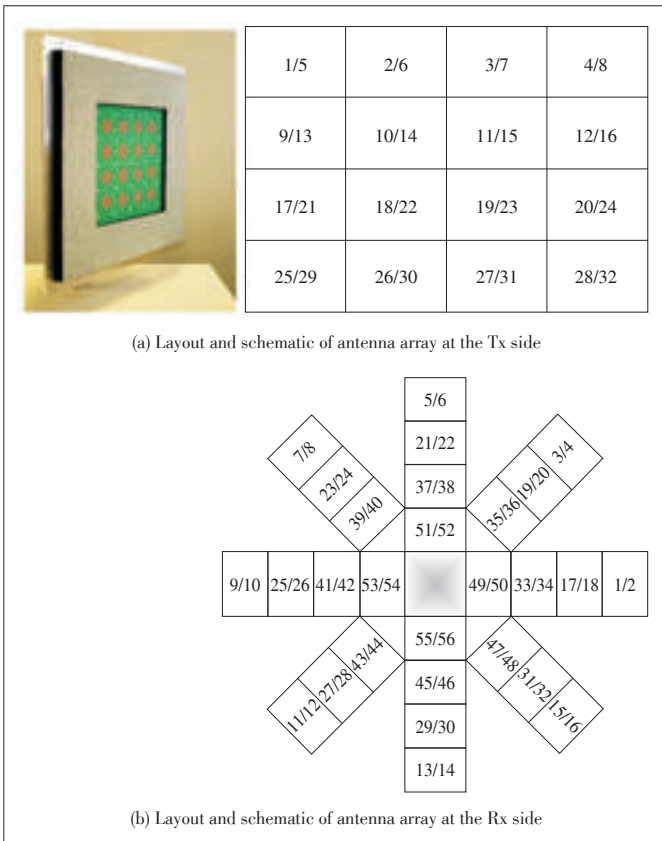 1/5 2/6 3/7 4/8
9/13 10/14 11/15 12/16
17/21 18/22 19/23 20/24
25/29 26/30 27/31 28/32
(a) Layout and schematic of antenna array at the Tx side
5/6
7/8 21/22 3/4
23/24 37/38 19/20
39/40 51/52 35/36
9/10 25/26 41/42 53/54 49/50 33/34 17/18 1/2
43/44 55/56 47/48
27/28 45/46 31/32
11/12 29/30 15/16
13/14
(b) Layout and schematic of antenna array at the Rx side